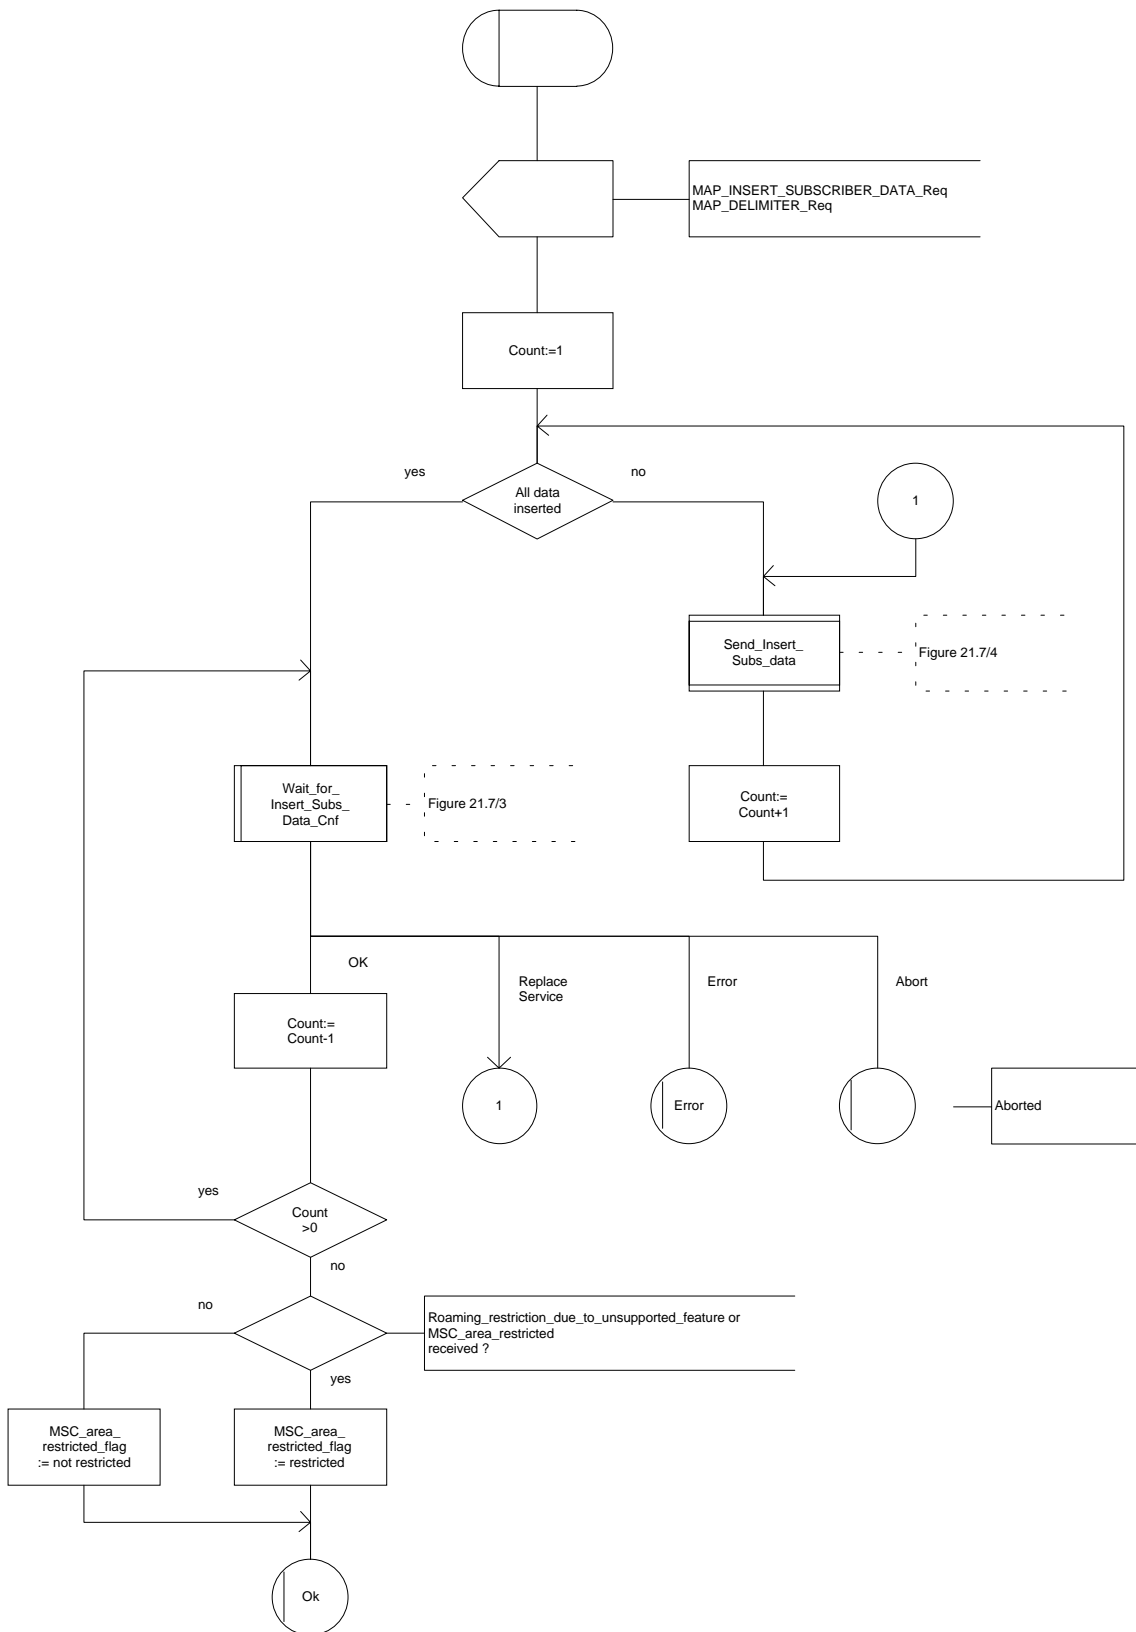 MAP_INSERT_SUBSCRIBER_DATA_Req
MAP_DELIMITER_Req
Count:=1
yes
no
All data
inserted
1
Send_Insert_
Subs_data
Figure 21.7/4
Wait_for_
Insert_Subs_
Data_Cnf
Figure 21.7/3
Count:=
Count+1
OK
Replace
Service
Error
Abort
Count:=
Count-1
1
Error
Aborted
yes
Count
>0
no
no
Roaming_restriction_due_to_unsupported_feature or
MSC_area_restricted
received ?
yes
MSC_area_
restricted_flag
:= not restricted
MSC_area_
restricted_flag
:= restricted
Ok